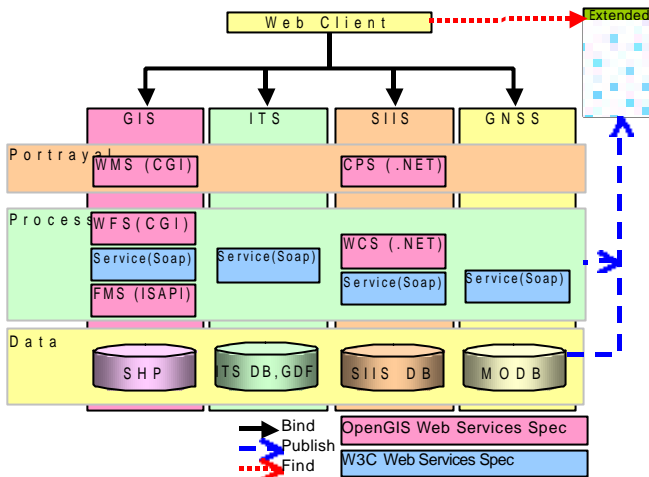 Web Client
Extended
GIS
ITS
SIIS
GNSS
Portrayal
WMS (CGI)
CPS (.NET)
Process
WFS(CGI)
Service(Soap)
Service(Soap)
WCS (.NET)
Service(Soap)
Service(Soap)
FMS (ISAPI)
Data
SHP
ITS DB,GDF
SIIS DB
MODB
Bind
Publish
Find
OpenGIS Web Services Spec
W3C Web Services Spec